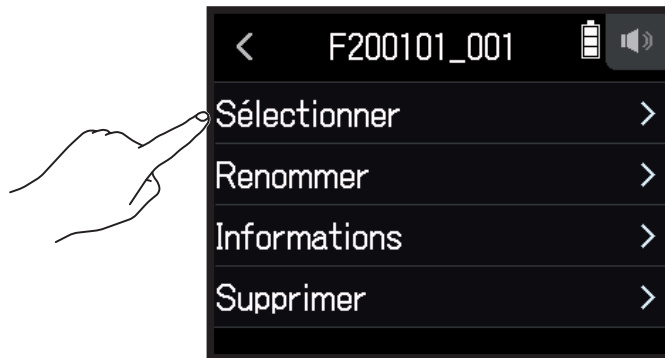 F200101_001
Sélectionner
Renommer
Informations
Supprimer